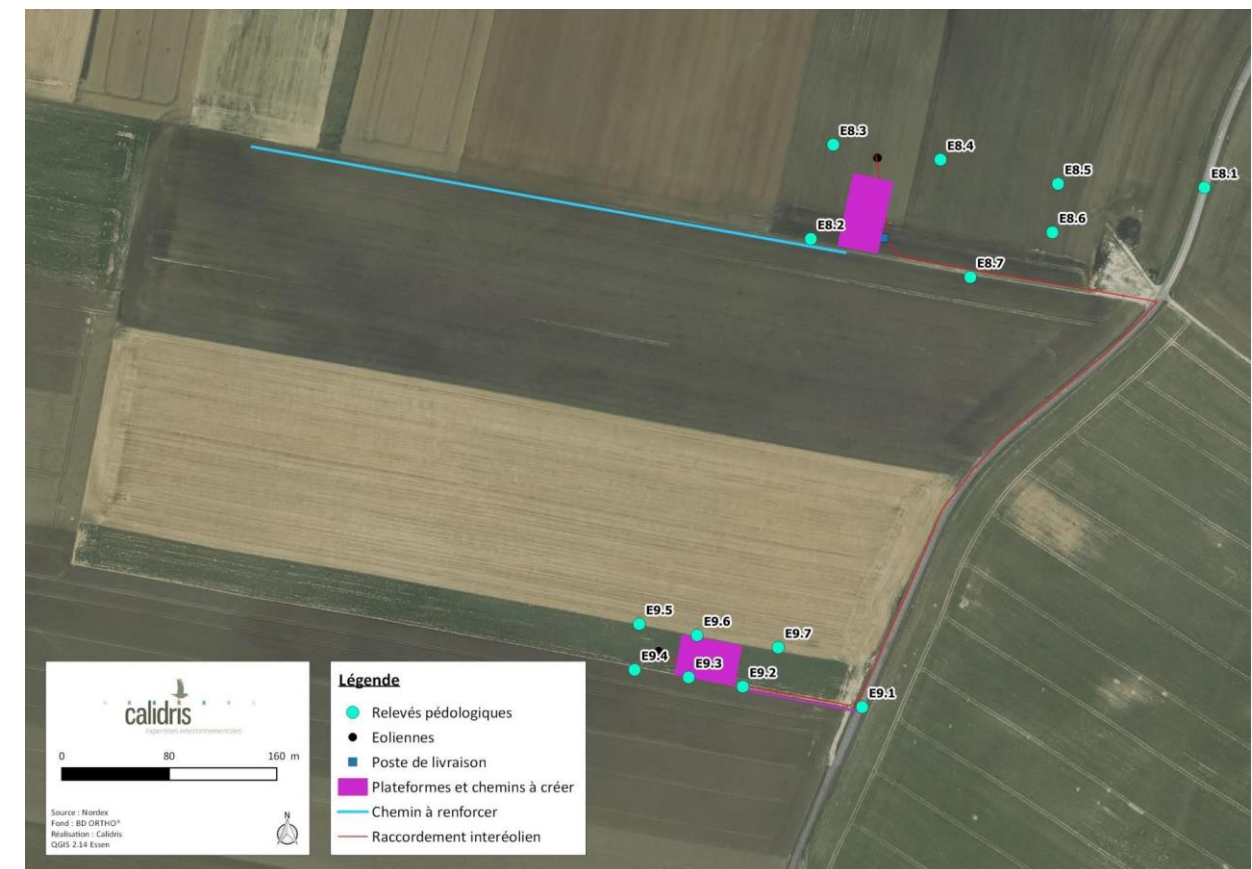 E8.3
E8.4
E8.5
E8.1
E8.2
E8.6
E8.7
E9.5
E9.6
E9.7
E9.4
E9.3
E9.2
E9.1
calidris
expertises environnementales
0 80 160 m
Source : Nordex
Fond : BD ORTHO®
Réalisation : Calidris
QGIS 2.14 Essen
N
Légende
Relevés pédologiques
Eoliennes
Poste de livraison
Plateformes et chemins à créer
Chemin à renforcer
Raccordement interéolien